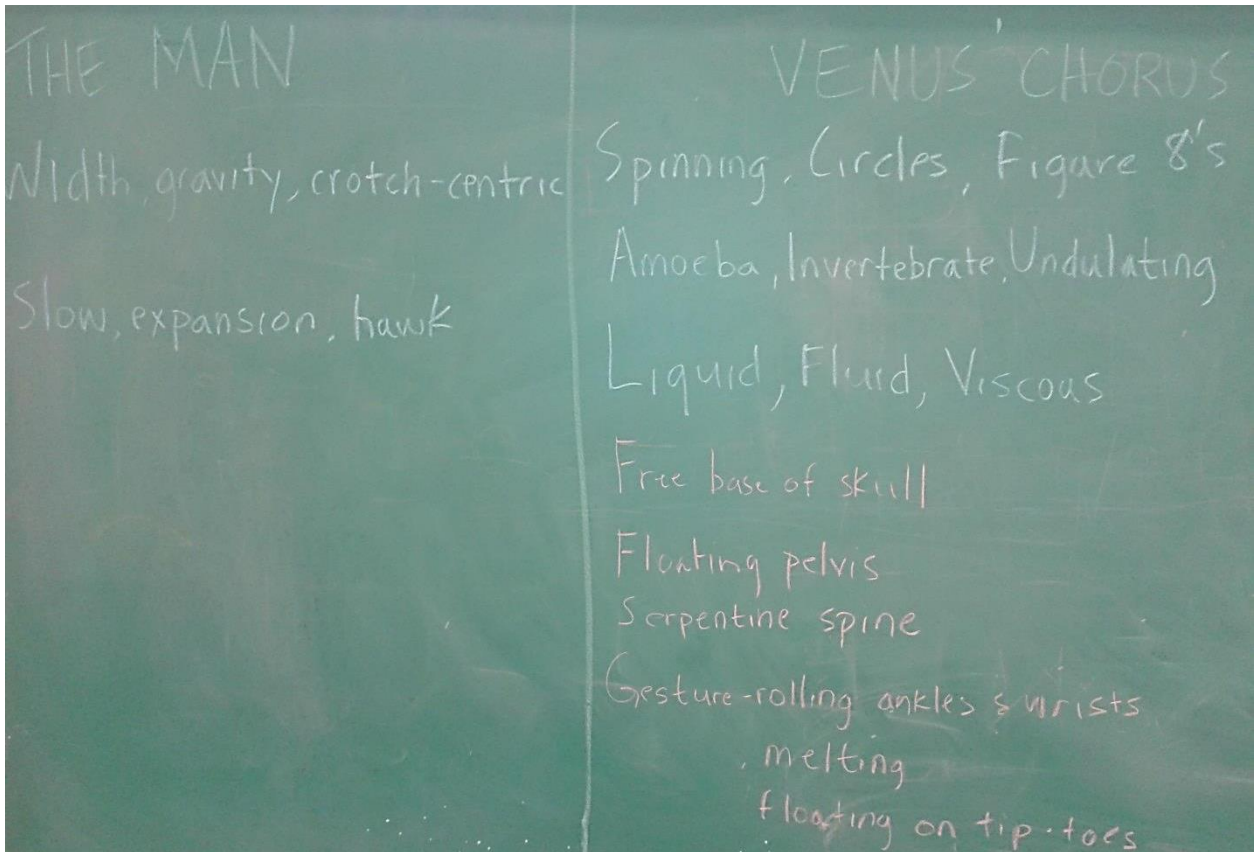 THE MAN
Width, gravity, crotch-centric
Slow, expansion, hawk
VENUS' CHORUS
Spinning, Circles, Figure 8's
Amoeba, Invertebrate, Undulating
Liquid, Fluid, Viscous
Free base of skull
Floating pelvis
Serpentine spine
Gesture-rolling ankles & wrists
. melting
floating on tip-toes